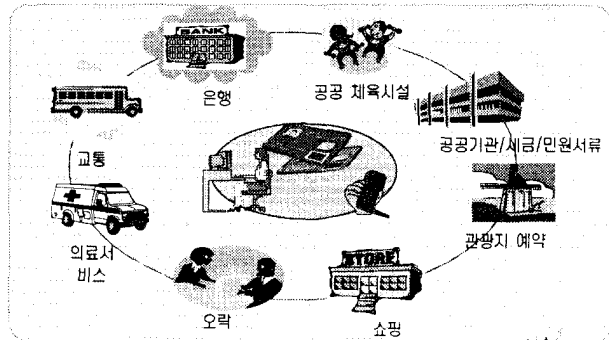 BANK
은행
공공 체육시설
교통
공공기관/세금/민원서류
의료서
비스
관광지 예약
오락
STORE
쇼핑